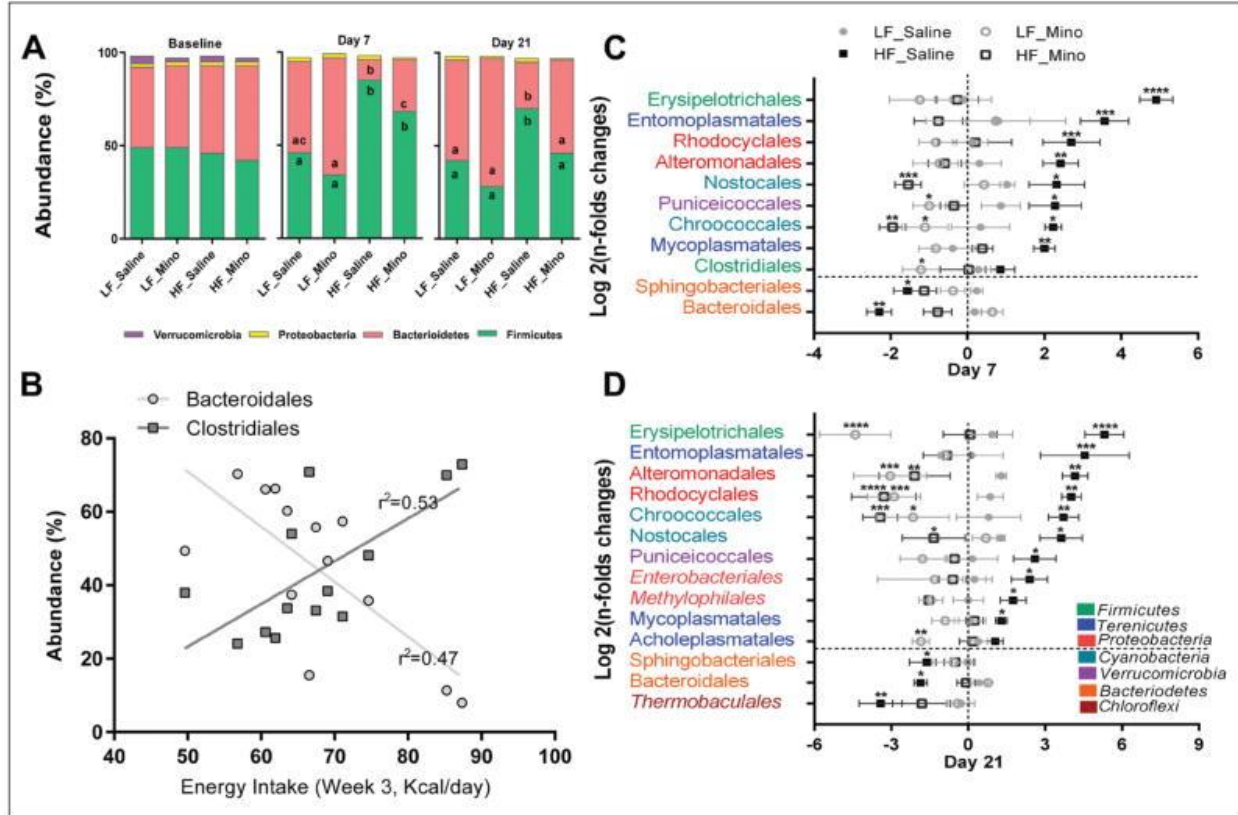 A
Baseline
Day 7
Day 21
Abundance (%)
100
50
0
ac
a
a
a
b
b
c
b
a
a
a
a
b
b
a
a
LF_Saline
LF_Mino
HF_Saline
HF_Mino
LF_Saline
LF_Mino
HF_Saline
HF_Mino
LF_Saline
LF_Mino
HF_Saline
HF_Mino
Verrucomicrobia
Proteobacteria
Bacterioidetes
Firmicutes
B
Bacteroidales
Clostridiales
Abundance (%)
80
60
40
20
0
r²=0.53
r²=0.47
40 50 60 70 80 90 100
Energy Intake (Week 3, Kcal/day)
C
LF_Saline
LF_Mino
HF_Saline
HF_Mino
Log 2(n-folds changes)
Erysipelotrichales ****
Entomoplasmatales ***
Rhodocyclales ***
Alteromonadales **
Nostocales *** *
Puniceicoccales * *
Chroococcales ** * **
Mycoplasmatales **
Clostridiales *
Sphingobacteriales *
Bacteroidales **
-4 -2 0 2 4 6
Day 7
D
Log 2(n-folds changes)
Erysipelotrichales **** ****
Entomoplasmatales ***
Alteromonadales *** ** **
Rhodocyclales **** *** **
Chroococcales *** * **
Nostocales * *
Puniceicoccales *
Enterobacteriales *
Methylophilales *
Mycoplasmatales *
Acholeplasmatales **
Sphingobacteriales *
Bacteroidales *
Thermobaculales **
Firmicutes
Terenicutes
Proteobacteria
Cyanobacteria
Verrucomicrobia
Bacteriodetes
Chloroflexi
-6 -3 0 3 6 9
Day 21